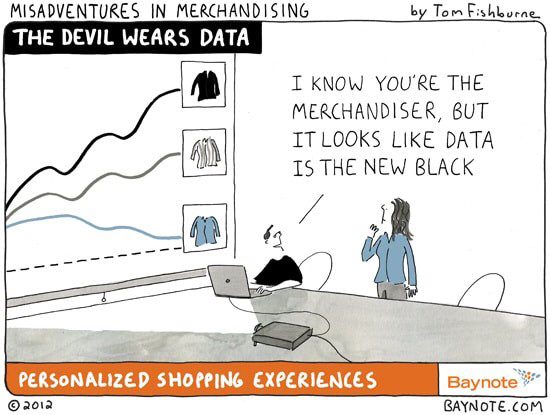 MISADVENTURES IN MERCHANDISING by Tom Fishburne
THE DEVIL WEARS DATA
I KNOW YOU'RE THE
MERCHANDISER, BUT
IT LOOKS LIKE DATA
IS THE NEW BLACK
PERSONALIZED SHOPPING EXPERIENCES
Baynote
© 2012
BAYNOTE.COM